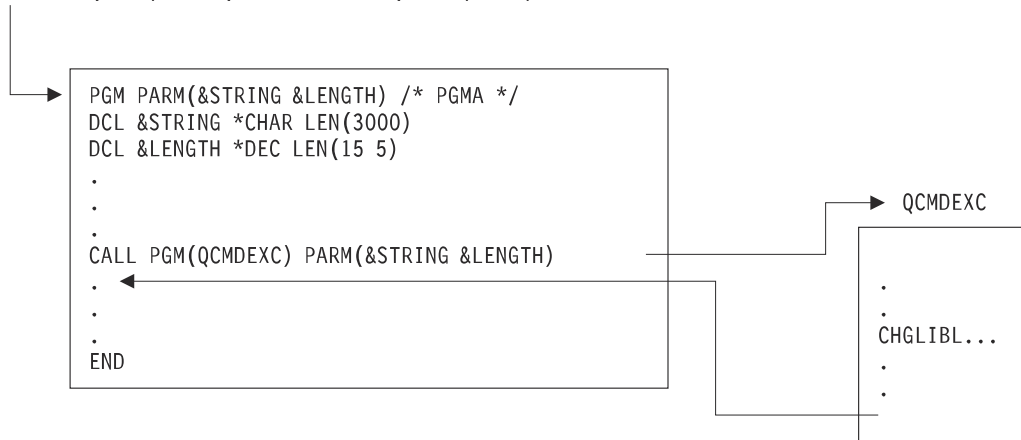 PGM PARM(&STRING &LENGTH) /* PGMA */
DCL &STRING *CHAR LEN(3000)
DCL &LENGTH *DEC LEN(15 5)
.
.
.
CALL PGM(QCMDEXC) PARM(&STRING &LENGTH)
.
.
.
END
QCMDEXC
.
.
CHGLIBL...
.
.